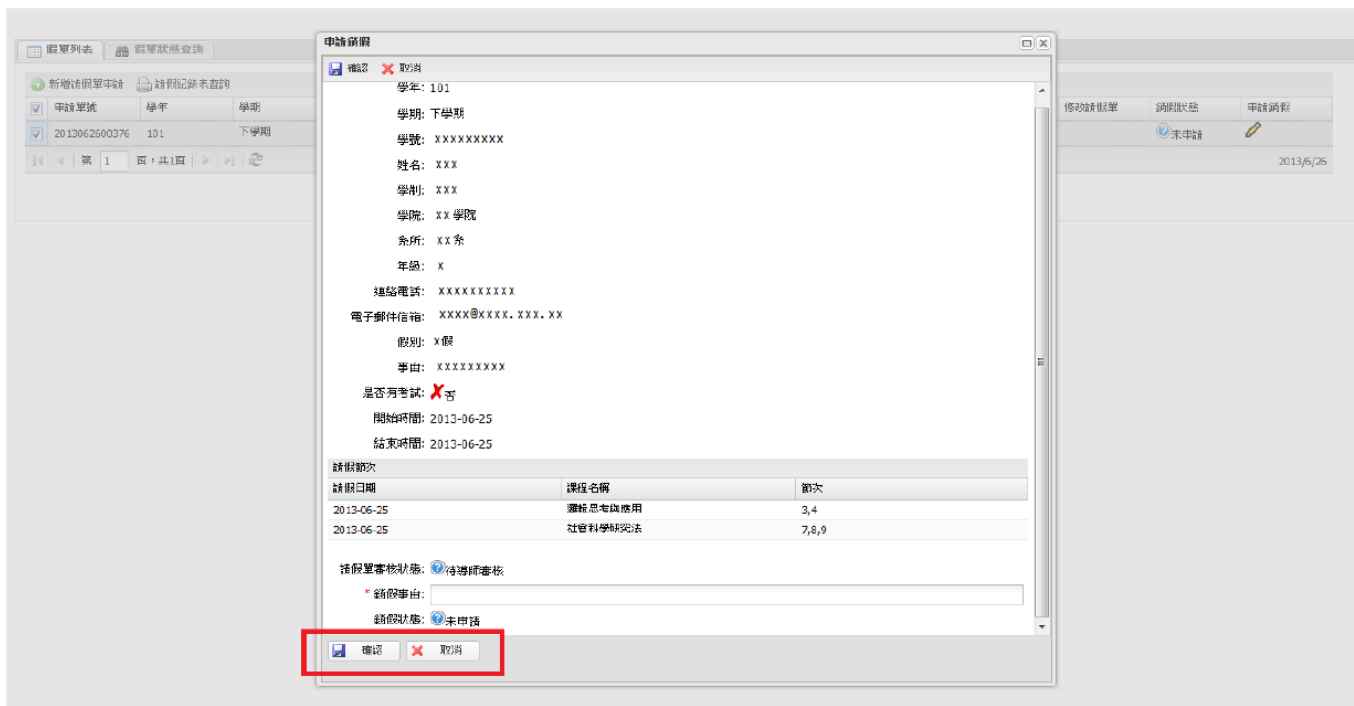 申請銷假
假單列表 假單狀態查詢
確認 取消
新增請假單申請 請假記錄表查詢
申請單號 學年 學期 修改請假單 銷假狀態 申請銷假
2013062600376 101 下學期 未申請
第 1 頁，共1頁 2013/6/26
學年: 101
學期: 下學期
學號: xxxxxxxxx
姓名: xxx
學制: xxx
學院: xx 學院
系所: xx 系
年級: x
連絡電話: xxxxxxxxxx
電子郵件信箱: xxxx@xxxx.xxx.xx
假別: x假
事由: xxxxxxxxx
是否有考試: 否
開始時間: 2013-06-25
結束時間: 2013-06-25
請假節次
請假日期 課程名稱 節次
2013-06-25 邏輯思考與應用 3,4
2013-06-25 社會科學研究法 7,8,9
請假單審核狀態: 待導師審核
* 銷假事由:
銷假狀態: 未申請
確認 取消